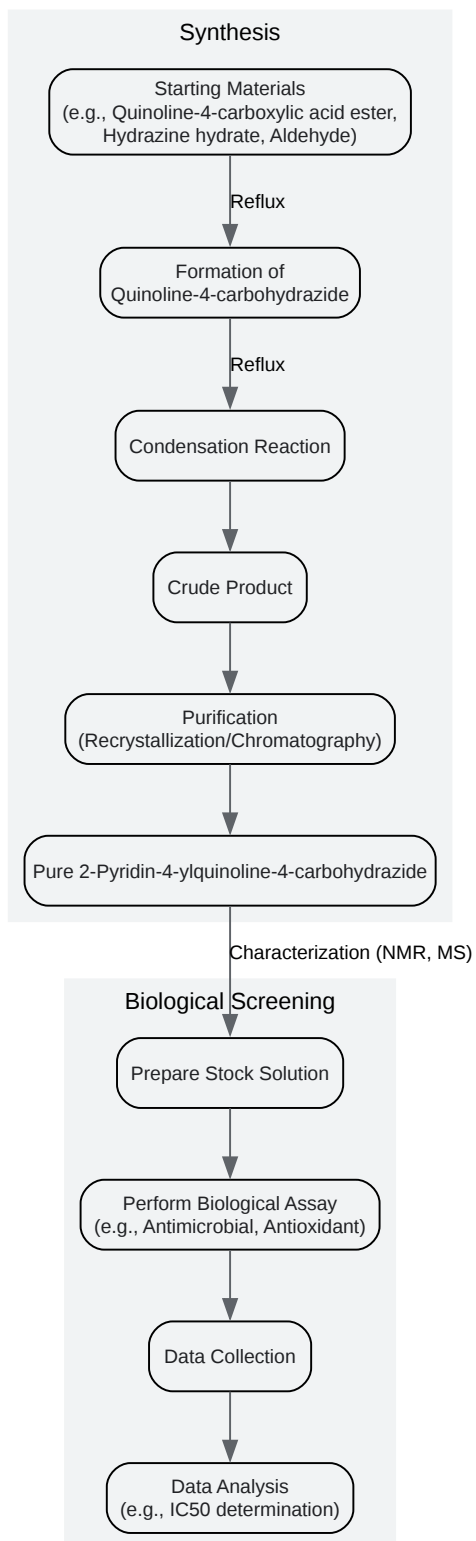 Synthesis
Starting Materials
(e.g., Quinoline-4-carboxylic acid ester,
Hydrazine hydrate, Aldehyde)
Reflux
Formation of
Quinoline-4-carbohydrazide
Reflux
Condensation Reaction
Crude Product
Purification
(Recrystallization/Chromatography)
Pure 2-Pyridin-4-ylquinoline-4-carbohydrazide
Characterization (NMR, MS)
Biological Screening
Prepare Stock Solution
Perform Biological Assay
(e.g., Antimicrobial, Antioxidant)
Data Collection
Data Analysis
(e.g., IC50 determination)